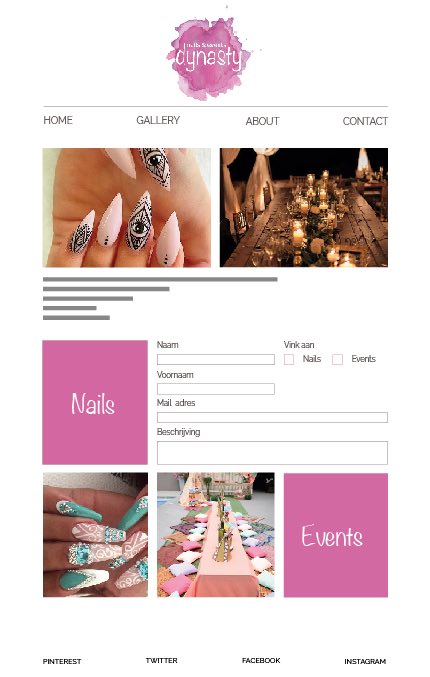 nails & events
dynasty
HOME GALLERY ABOUT CONTACT
Naam
Vink aan
Nails Events
Voornaam
Mail adres
Beschrijving
Nails
Events
PINTEREST TWITTER FACEBOOK INSTAGRAM